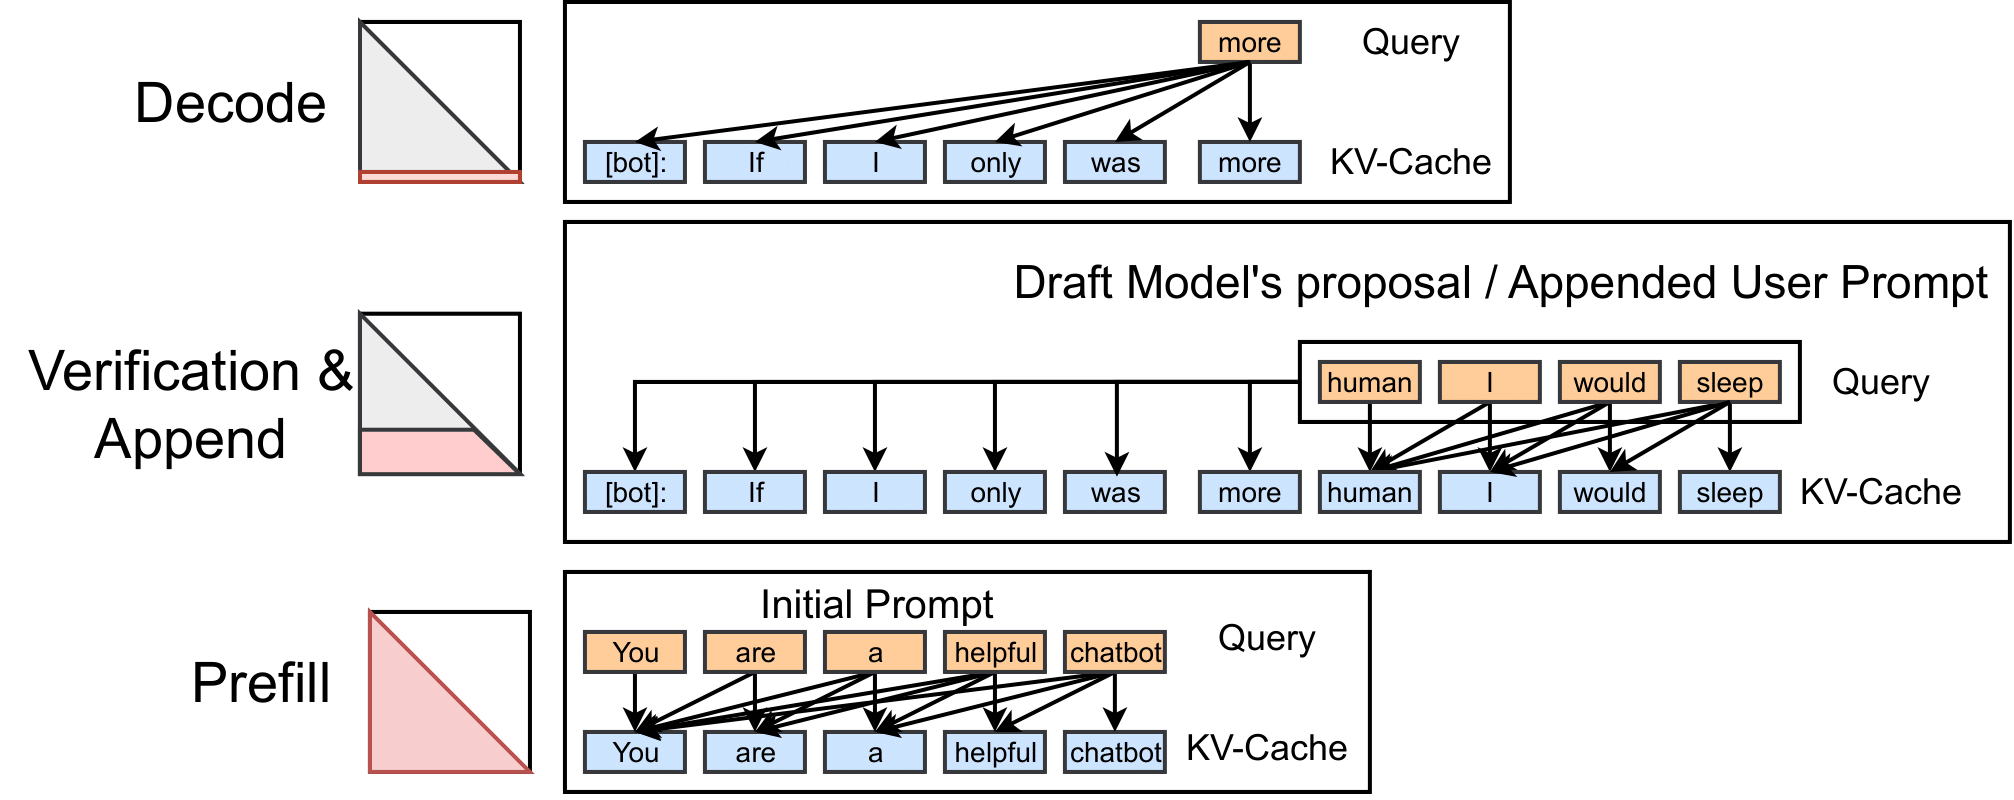 Decode
more
Query
[bot]: If I only was more KV-Cache
Verification &
Append
Draft Model's proposal / Appended User Prompt
human I would sleep Query
[bot]: If I only was more human I would sleep KV-Cache
Prefill
Initial Prompt
You are a helpful chatbot Query
You are a helpful chatbot KV-Cache